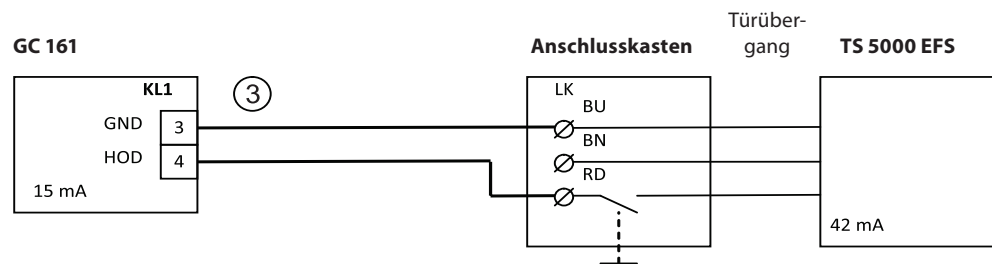 GC 161
KL1
GND 3
HOD 4
15 mA
3
Anschlusskasten
LK
BU
BN
RD
Türüber-
gang
TS 5000 EFS
42 mA